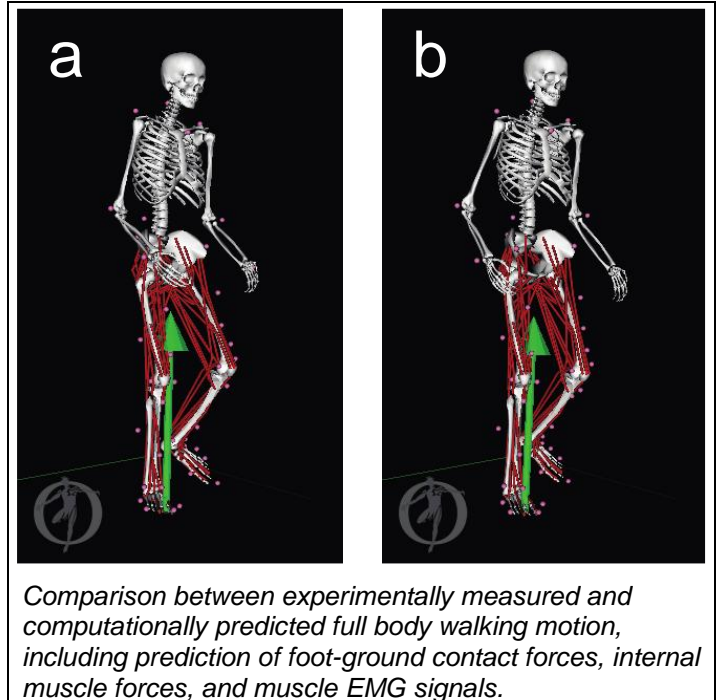 a
b
Comparison between experimentally measured and
computationally predicted full body walking motion,
including prediction of foot-ground contact forces, internal
muscle forces, and muscle EMG signals.